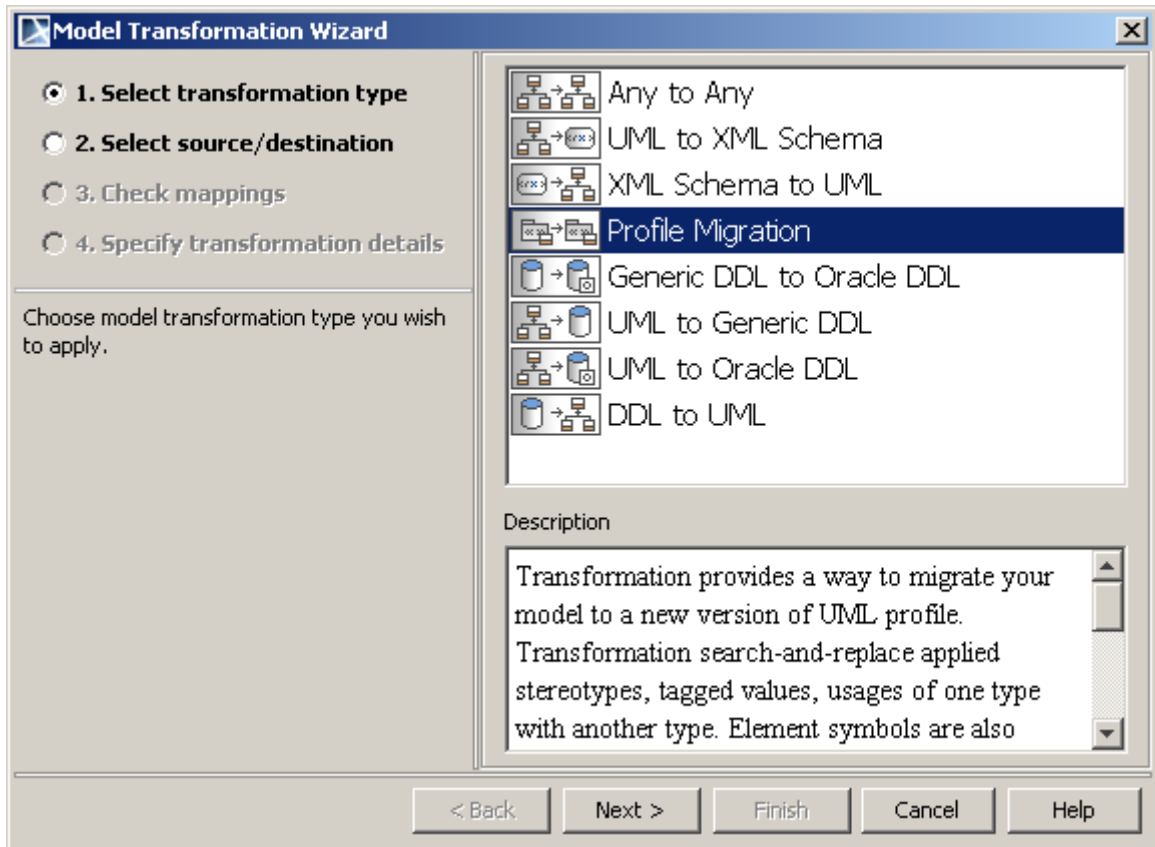 Model Transformation Wizard
1. Select transformation type
2. Select source/destination
3. Check mappings
4. Specify transformation details
Choose model transformation type you wish
to apply.
Any to Any
UML to XML Schema
XML Schema to UML
Profile Migration
Generic DDL to Oracle DDL
UML to Generic DDL
UML to Oracle DDL
DDL to UML
Description
Transformation provides a way to migrate your
model to a new version of UML profile.
Transformation search-and-replace applied
stereotypes, tagged values, usages of one type
with another type. Element symbols are also
< Back
Next >
Finish
Cancel
Help